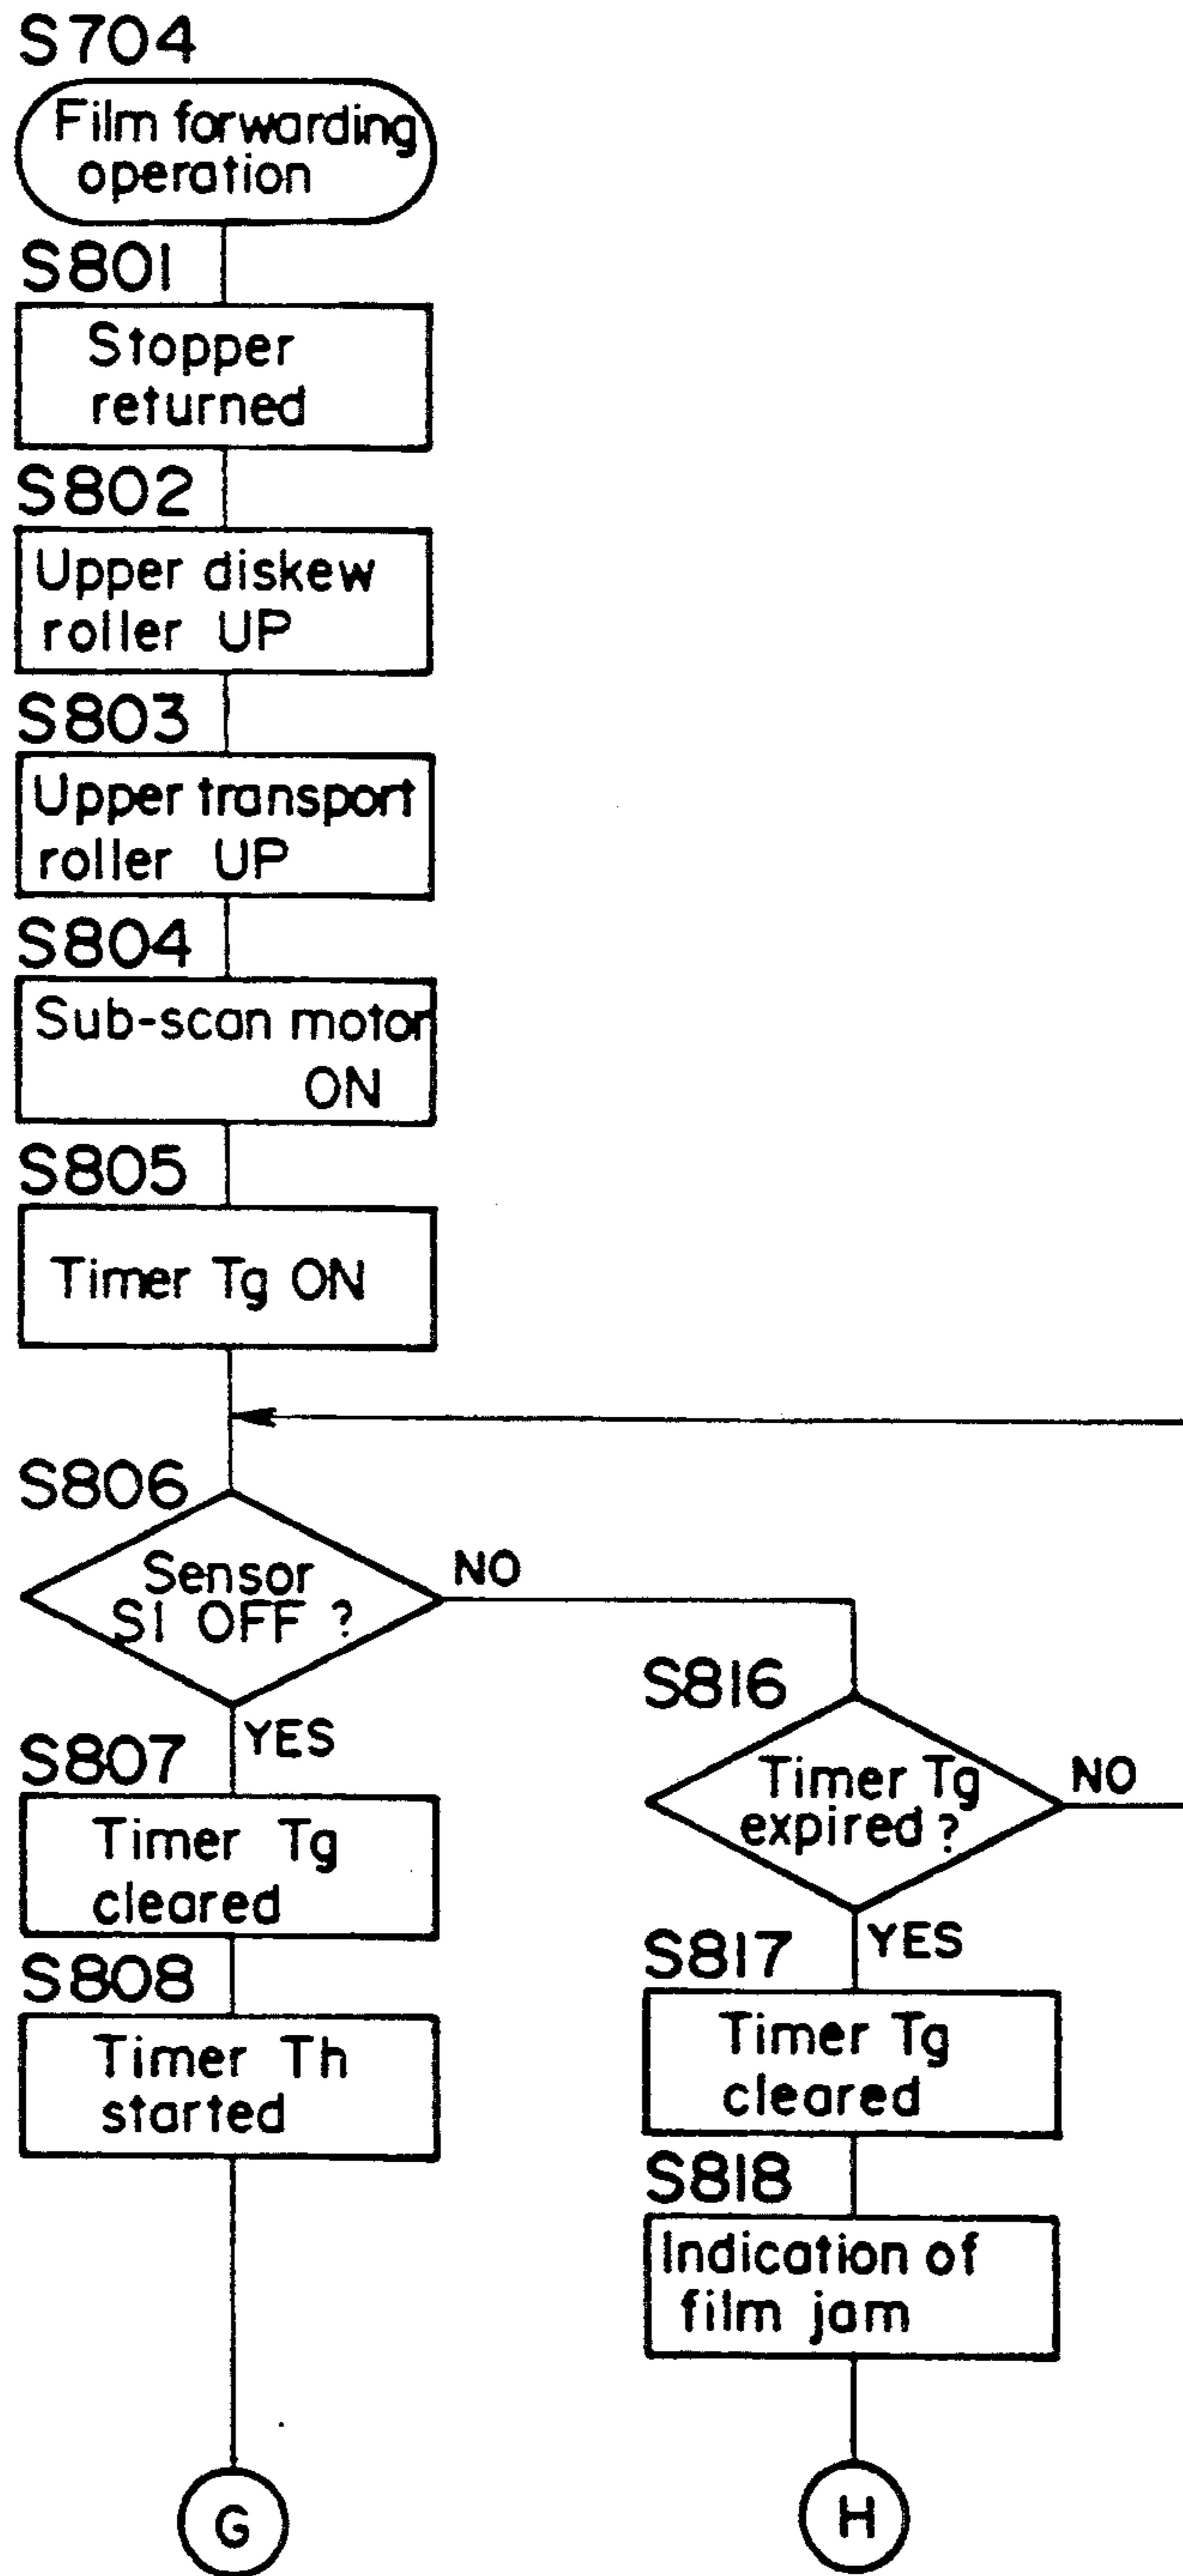 S704
Film forwarding
operation
S801
Stopper
returned
S802
Upper diskew
roller UP
S803
Upper transport
roller UP
S804
Sub-scan motor
ON
S805
Timer Tg ON
S806
Sensor
S1 OFF ?
NO
YES
S807
Timer Tg
cleared
S808
Timer Th
started
G
S816
Timer Tg
expired ?
NO
YES
S817
Timer Tg
cleared
S818
Indication of
film jam
H